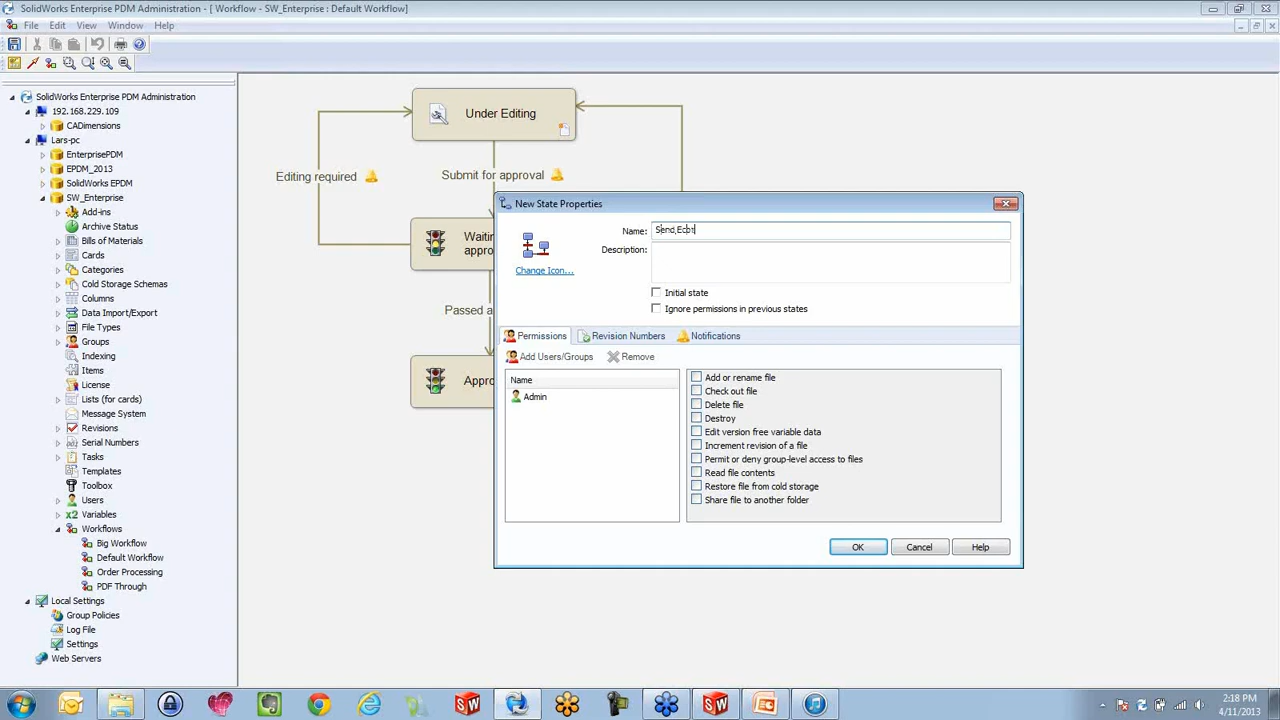 SolidWorks Enterprise PDM Administration - [ Workflow - SW_Enterprise : Default Workflow]
File Edit View Window Help
SolidWorks Enterprise PDM Administration
192.168.229.109
CADimensions
Lars-pc
EnterprisePDM
EPDM_2013
SolidWorks EPDM
SW_Enterprise
Add-ins
Archive Status
Bills of Materials
Cards
Categories
Cold Storage Schemas
Columns
Data Import/Export
File Types
Groups
Indexing
Items
License
Lists (for cards)
Message System
Revisions
Serial Numbers
Tasks
Templates
Toolbox
Users
Variables
Workflows
Big Workflow
Default Workflow
Order Processing
PDF Through
Local Settings
Group Policies
Log File
Settings
Web Servers
Under Editing
Editing required
Submit for approval
Waitin
approv
Passed a
Appro
New State Properties
Name:
Description:
Change Icon...
Initial state
Ignore permissions in previous states
Permissions Revision Numbers Notifications
Add Users/Groups Remove
Name
Admin
Add or rename file
Check out file
Delete file
Destroy
Edit version free variable data
Increment revision of a file
Permit or deny group-level access to files
Read file contents
Restore file from cold storage
Share file to another folder
OK Cancel Help
2:18 PM
4/11/2013